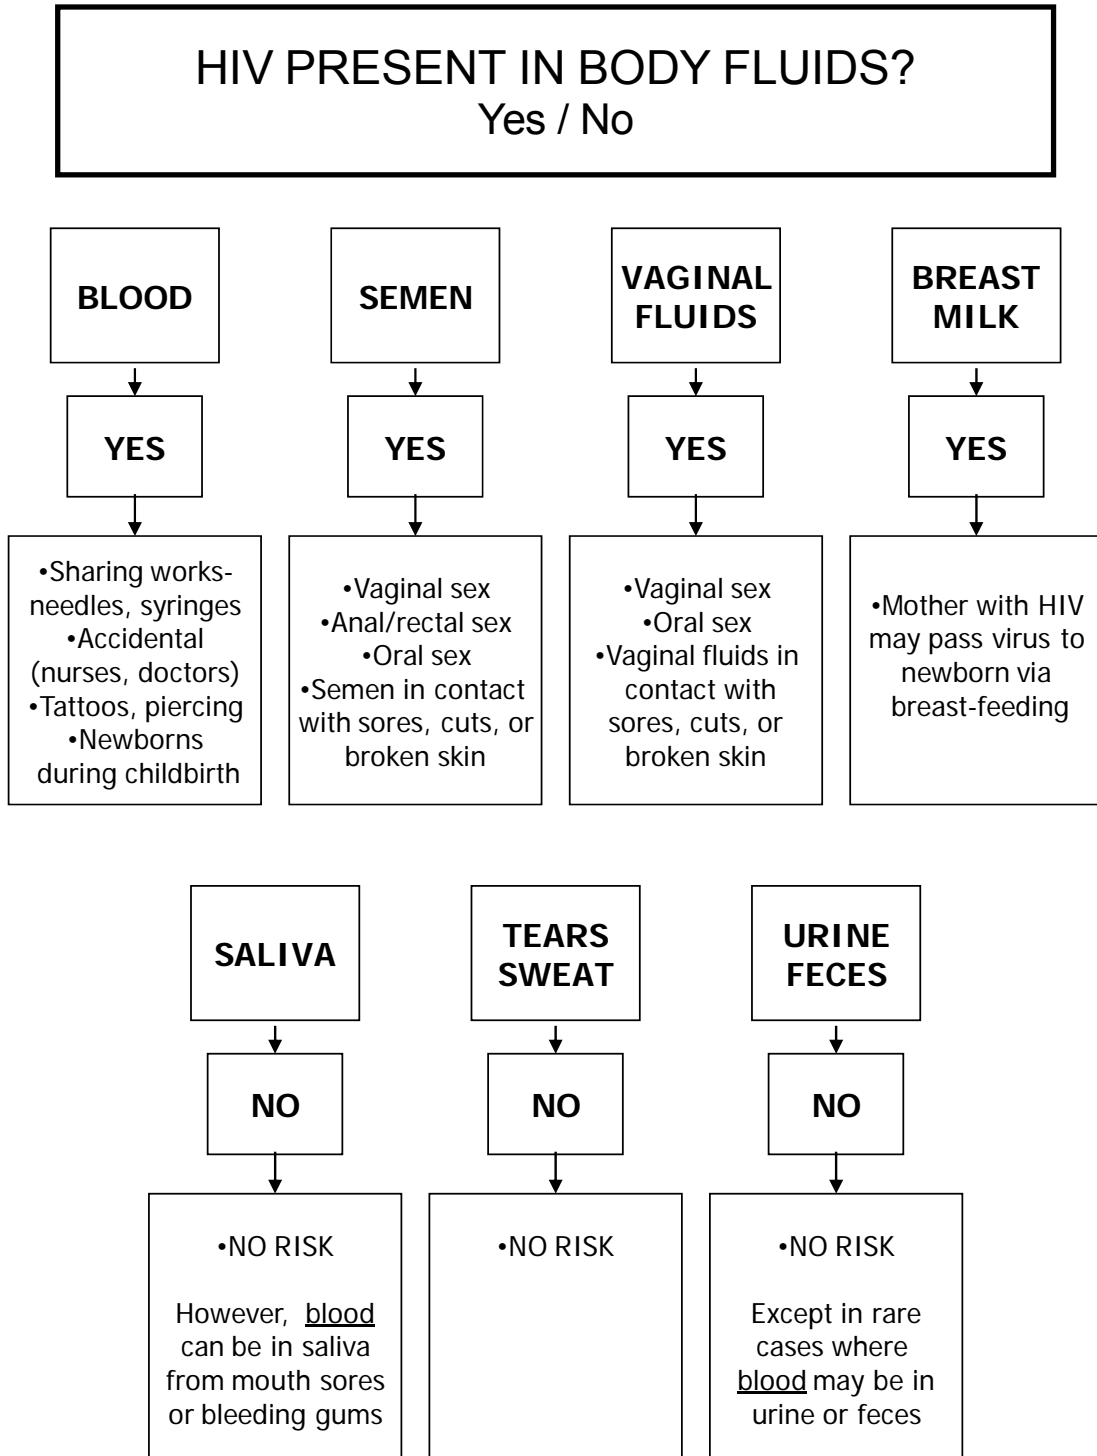 HIV PRESENT IN BODY FLUIDS?
Yes / No
BLOOD
YES
•Sharing works-
needles, syringes
•Accidental
(nurses, doctors)
•Tattoos, piercing
•Newborns
during childbirth
SEMEN
YES
•Vaginal sex
•Anal/rectal sex
•Oral sex
•Semen in contact
with sores, cuts, or
broken skin
VAGINAL
FLUIDS
YES
•Vaginal sex
•Oral sex
•Vaginal fluids in
contact with
sores, cuts, or
broken skin
BREAST
MILK
YES
•Mother with HIV
may pass virus to
newborn via
breast-feeding
SALIVA
NO
•NO RISK
However, blood
can be in saliva
from mouth sores
or bleeding gums
TEARS
SWEAT
NO
•NO RISK
URINE
FECES
NO
•NO RISK
Except in rare
cases where
blood may be in
urine or feces